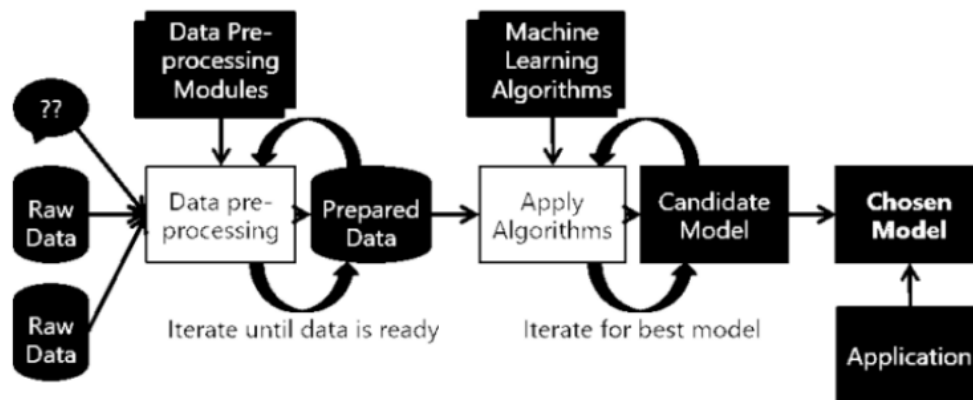 Data Pre-
processing
Modules
Machine
Learning
Algorithms
??
Raw
Data
Data pre-
processing
Prepared
Data
Apply
Algorithms
Candidate
Model
Chosen
Model
Raw
Data
Iterate until data is ready
Iterate for best model
Application